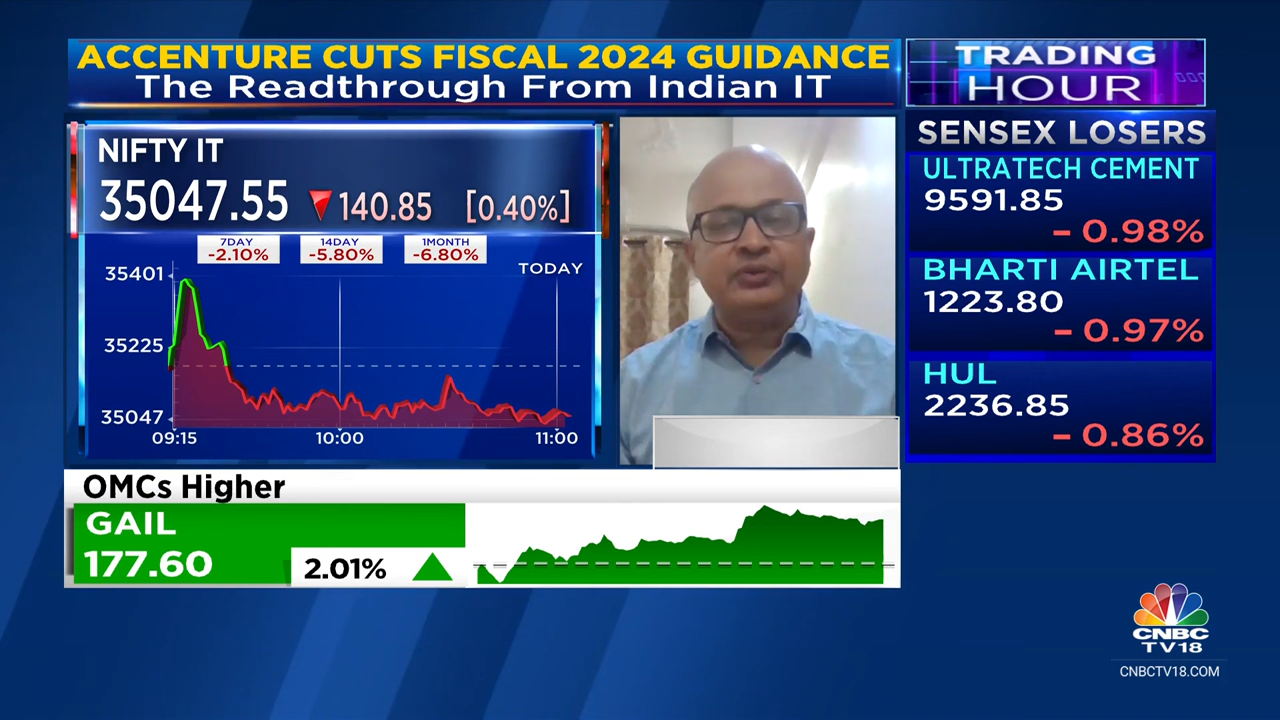 ACCENTURE CUTS FISCAL 2024 GUIDANCE
The Readthrough From Indian IT
TRADING
HOUR
NIFTY IT
35047.55 ▼ 140.85 [0.40%]
7DAY 14DAY 1MONTH
-2.10% -5.80% -6.80%
TODAY
35401
35225
35047
09:15 10:00 11:00
SENSEX LOSERS
ULTRATECH CEMENT
9591.85
- 0.98%
BHARTI AIRTEL
1223.80
- 0.97%
HUL
2236.85
- 0.86%
OMCs Higher
GAIL
177.60
2.01% ▲
CNBC
TV18
CNBCTV18.COM